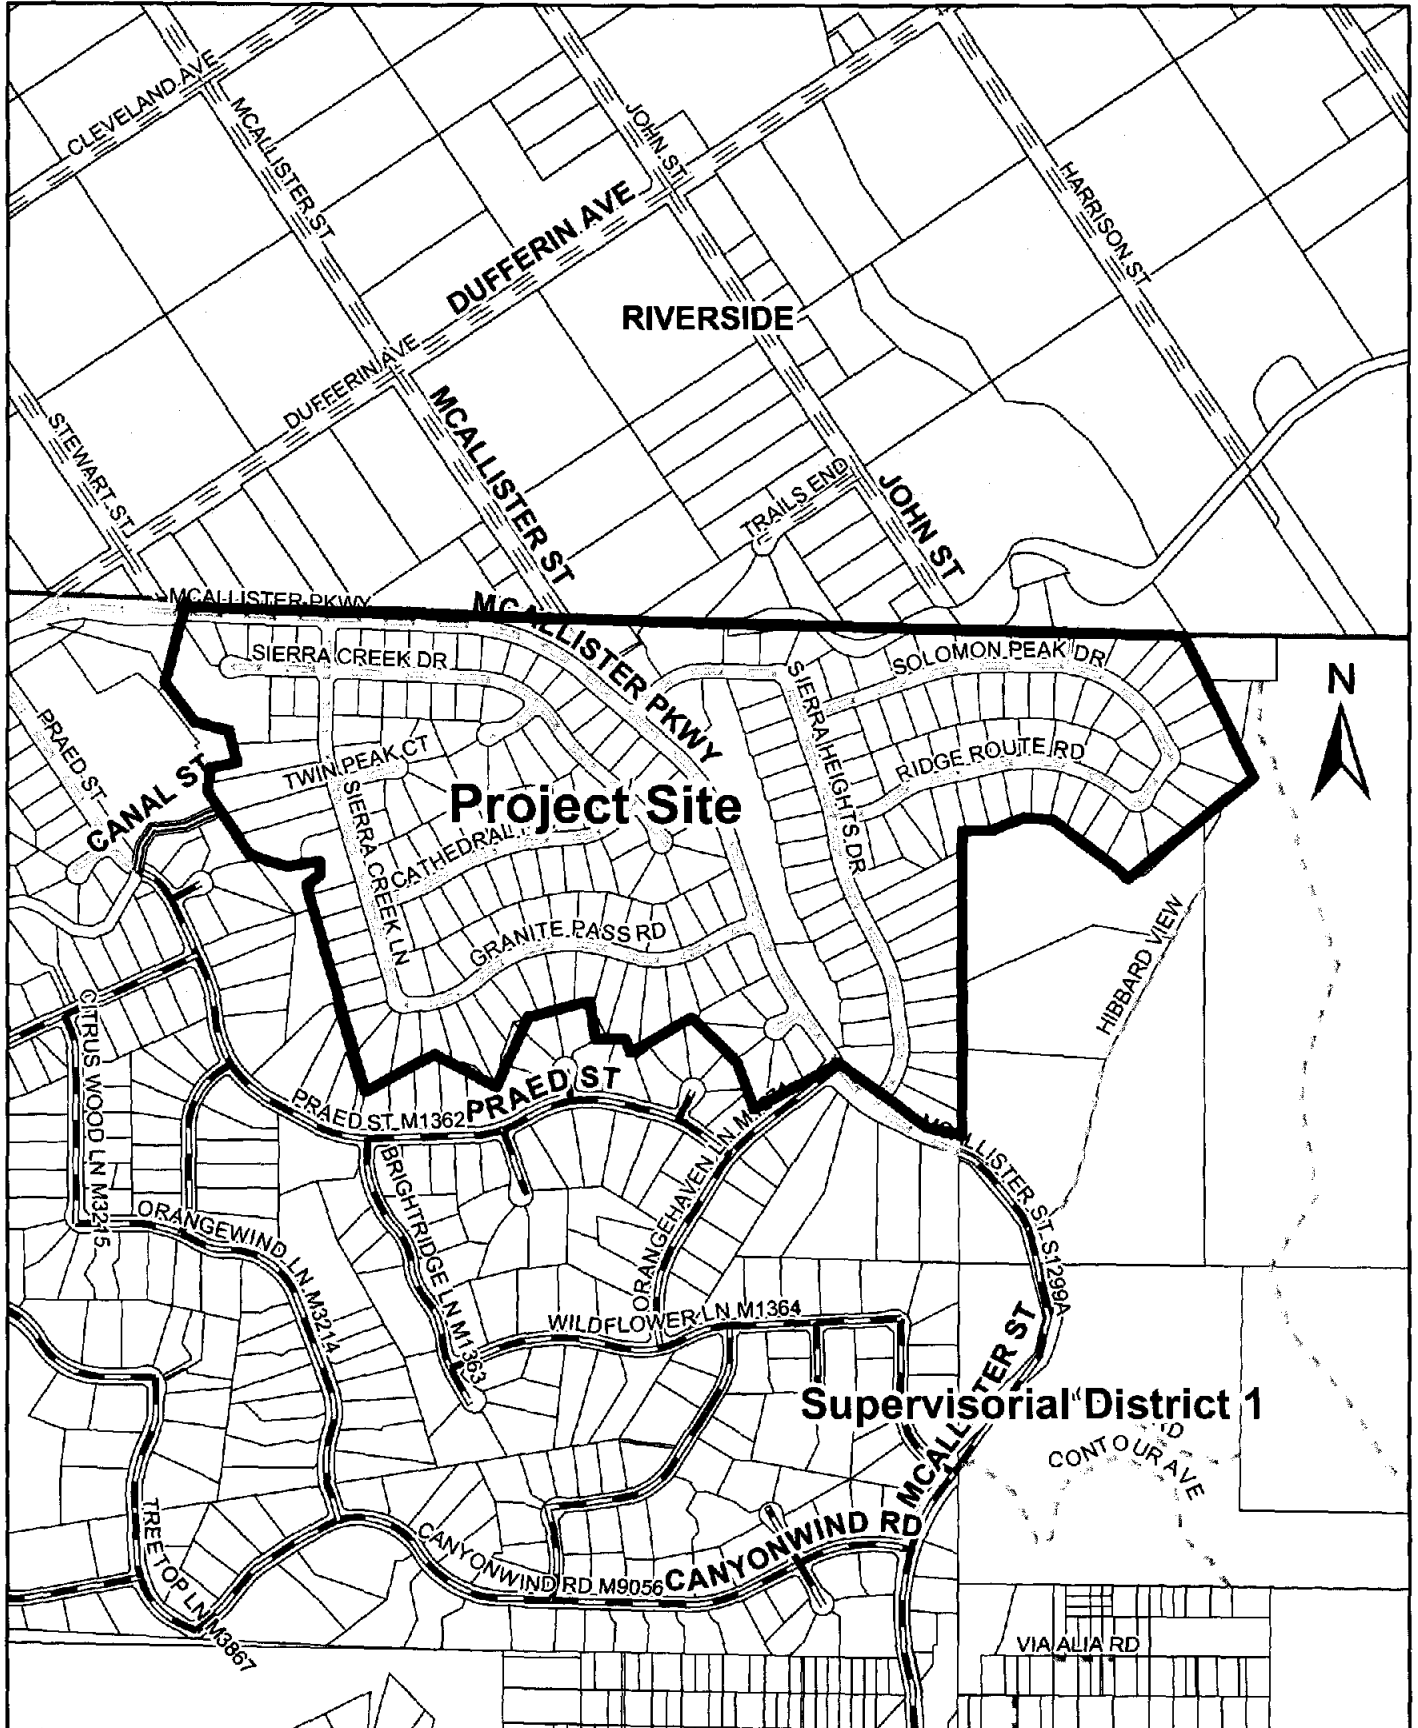 CLEVELAND AVE
MCALLISTER ST
JOHN ST
HARRISON ST
DUFFERIN AVE
RIVERSIDE
DUFFERIN AVE
MCALLISTER ST
STEWART ST
TRAILS END
JOHN ST
MCALLISTER PKWY
MCALLISTER PKWY
SIERRA CREEK DR
SOLOMON PEAK DR
SIERRA HEIGHTS DR
N
PRAED ST
CANAL ST
TWIN PEAK CT
RIDGE ROUTE RD
Project Site
SIERRA CREEK LN
CATHEDRAL
GRANITE PASS RD
HIBBARD VIEW
CITRUS WOOD LN M3215
PRAED ST M1362
PRAED ST
ORANGEHAVEN LN M
MCALLISTER ST S1299A
BRIGHTRIDGE LN M1363
ORANGEWIND LN M3214
WILDFLOWER LN M1364
MCALLISTER ST
Supervisorial District 1
RD
CONTOUR AVE
TREETOP LN M3867
CANYONWIND RD M9056
CANYONWIND RD
VIA ALIA RD